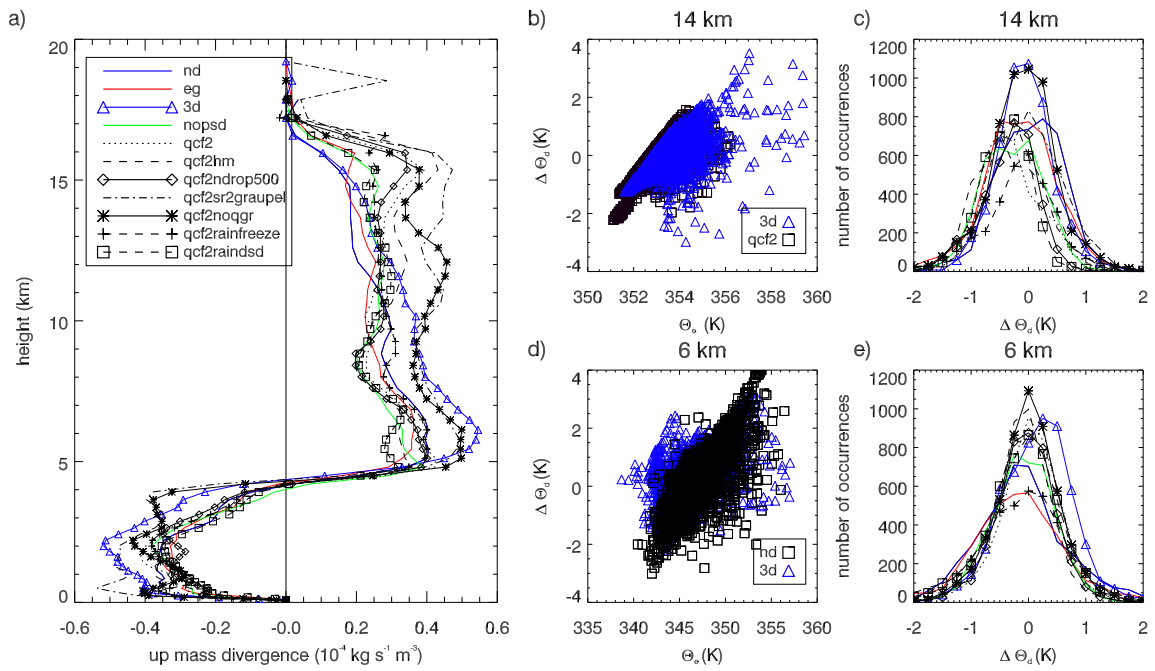 a)
20
15
10
5
0
height (km)
nd
eg
3d
nopsd
qcf2
qcf2hm
qcf2ndrop500
qcf2sr2graupel
qcf2noqgr
qcf2rainfreeze
qcf2raindsd
-0.6 -0.4 -0.2 -0.0 0.2 0.4 0.6
up mass divergence (10⁻⁴ kg s⁻¹ m⁻³)
b) 14 km
4
2
0
-2
-4
Δ Θd (K)
3d
qcf2
350 352 354 356 358 360
Θe (K)
c) 14 km
1200
1000
800
600
400
200
0
number of occurrences
-2 -1 0 1 2
Δ Θd (K)
d) 6 km
4
2
0
-2
-4
Δ Θd (K)
nd
3d
335 340 345 350 355 360
Θe (K)
e) 6 km
1200
1000
800
600
400
200
0
number of occurrences
-2 -1 0 1 2
Δ Θd (K)